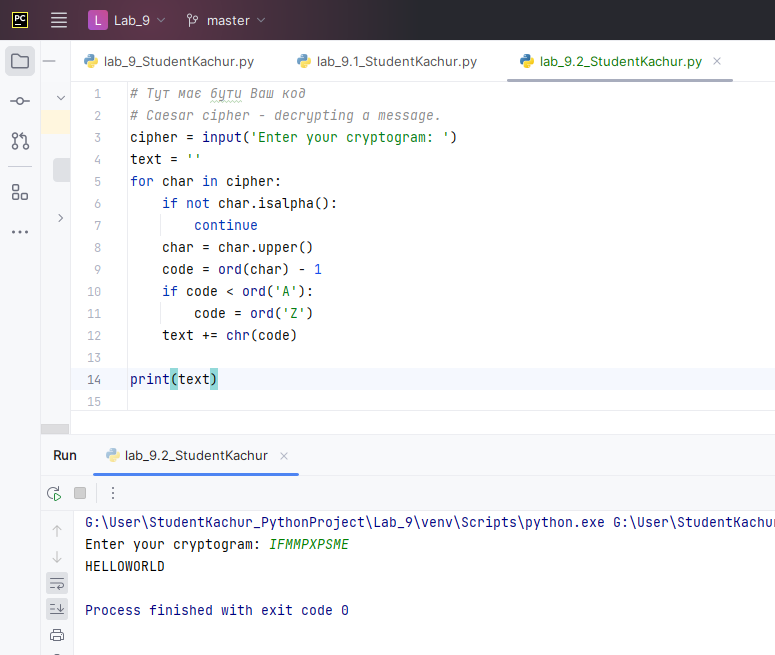 PC L Lab_9 master
lab_9_StudentKachur.py lab_9.1_StudentKachur.py lab_9.2_StudentKachur.py
1 # Тут має бути Ваш код
2 # Caesar cipher - decrypting a message.
3 cipher = input('Enter your cryptogram: ')
4 text = ''
5 for char in cipher:
6     if not char.isalpha():
7         continue
8     char = char.upper()
9     code = ord(char) - 1
10     if code < ord('A'):
11         code = ord('Z')
12     text += chr(code)
13
14 print(text)
15
Run lab_9.2_StudentKachur
G:\User\StudentKachur_PythonProject\Lab_9\venv\Scripts\python.exe G:\User\StudentKachur
Enter your cryptogram: IFMMPXPSME
HELLOWORLD
Process finished with exit code 0